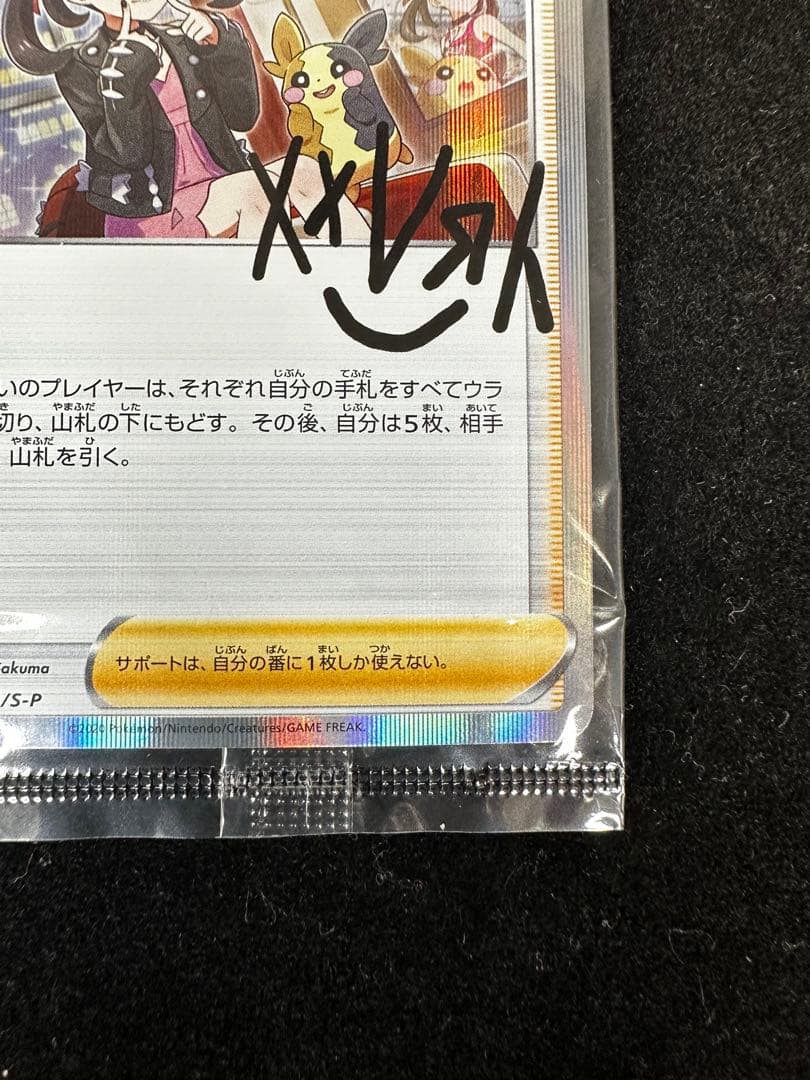 いのプレイヤーは、それぞれ自分の手札をすべてウラ
切り、山札の下にもどす。その後、自分は5枚、相手
山札を引く。
サポートは、自分の番に1枚しか使えない。
akuma
/S-P
©2020 Pokémon/Nintendo/Creatures/GAME FREAK.